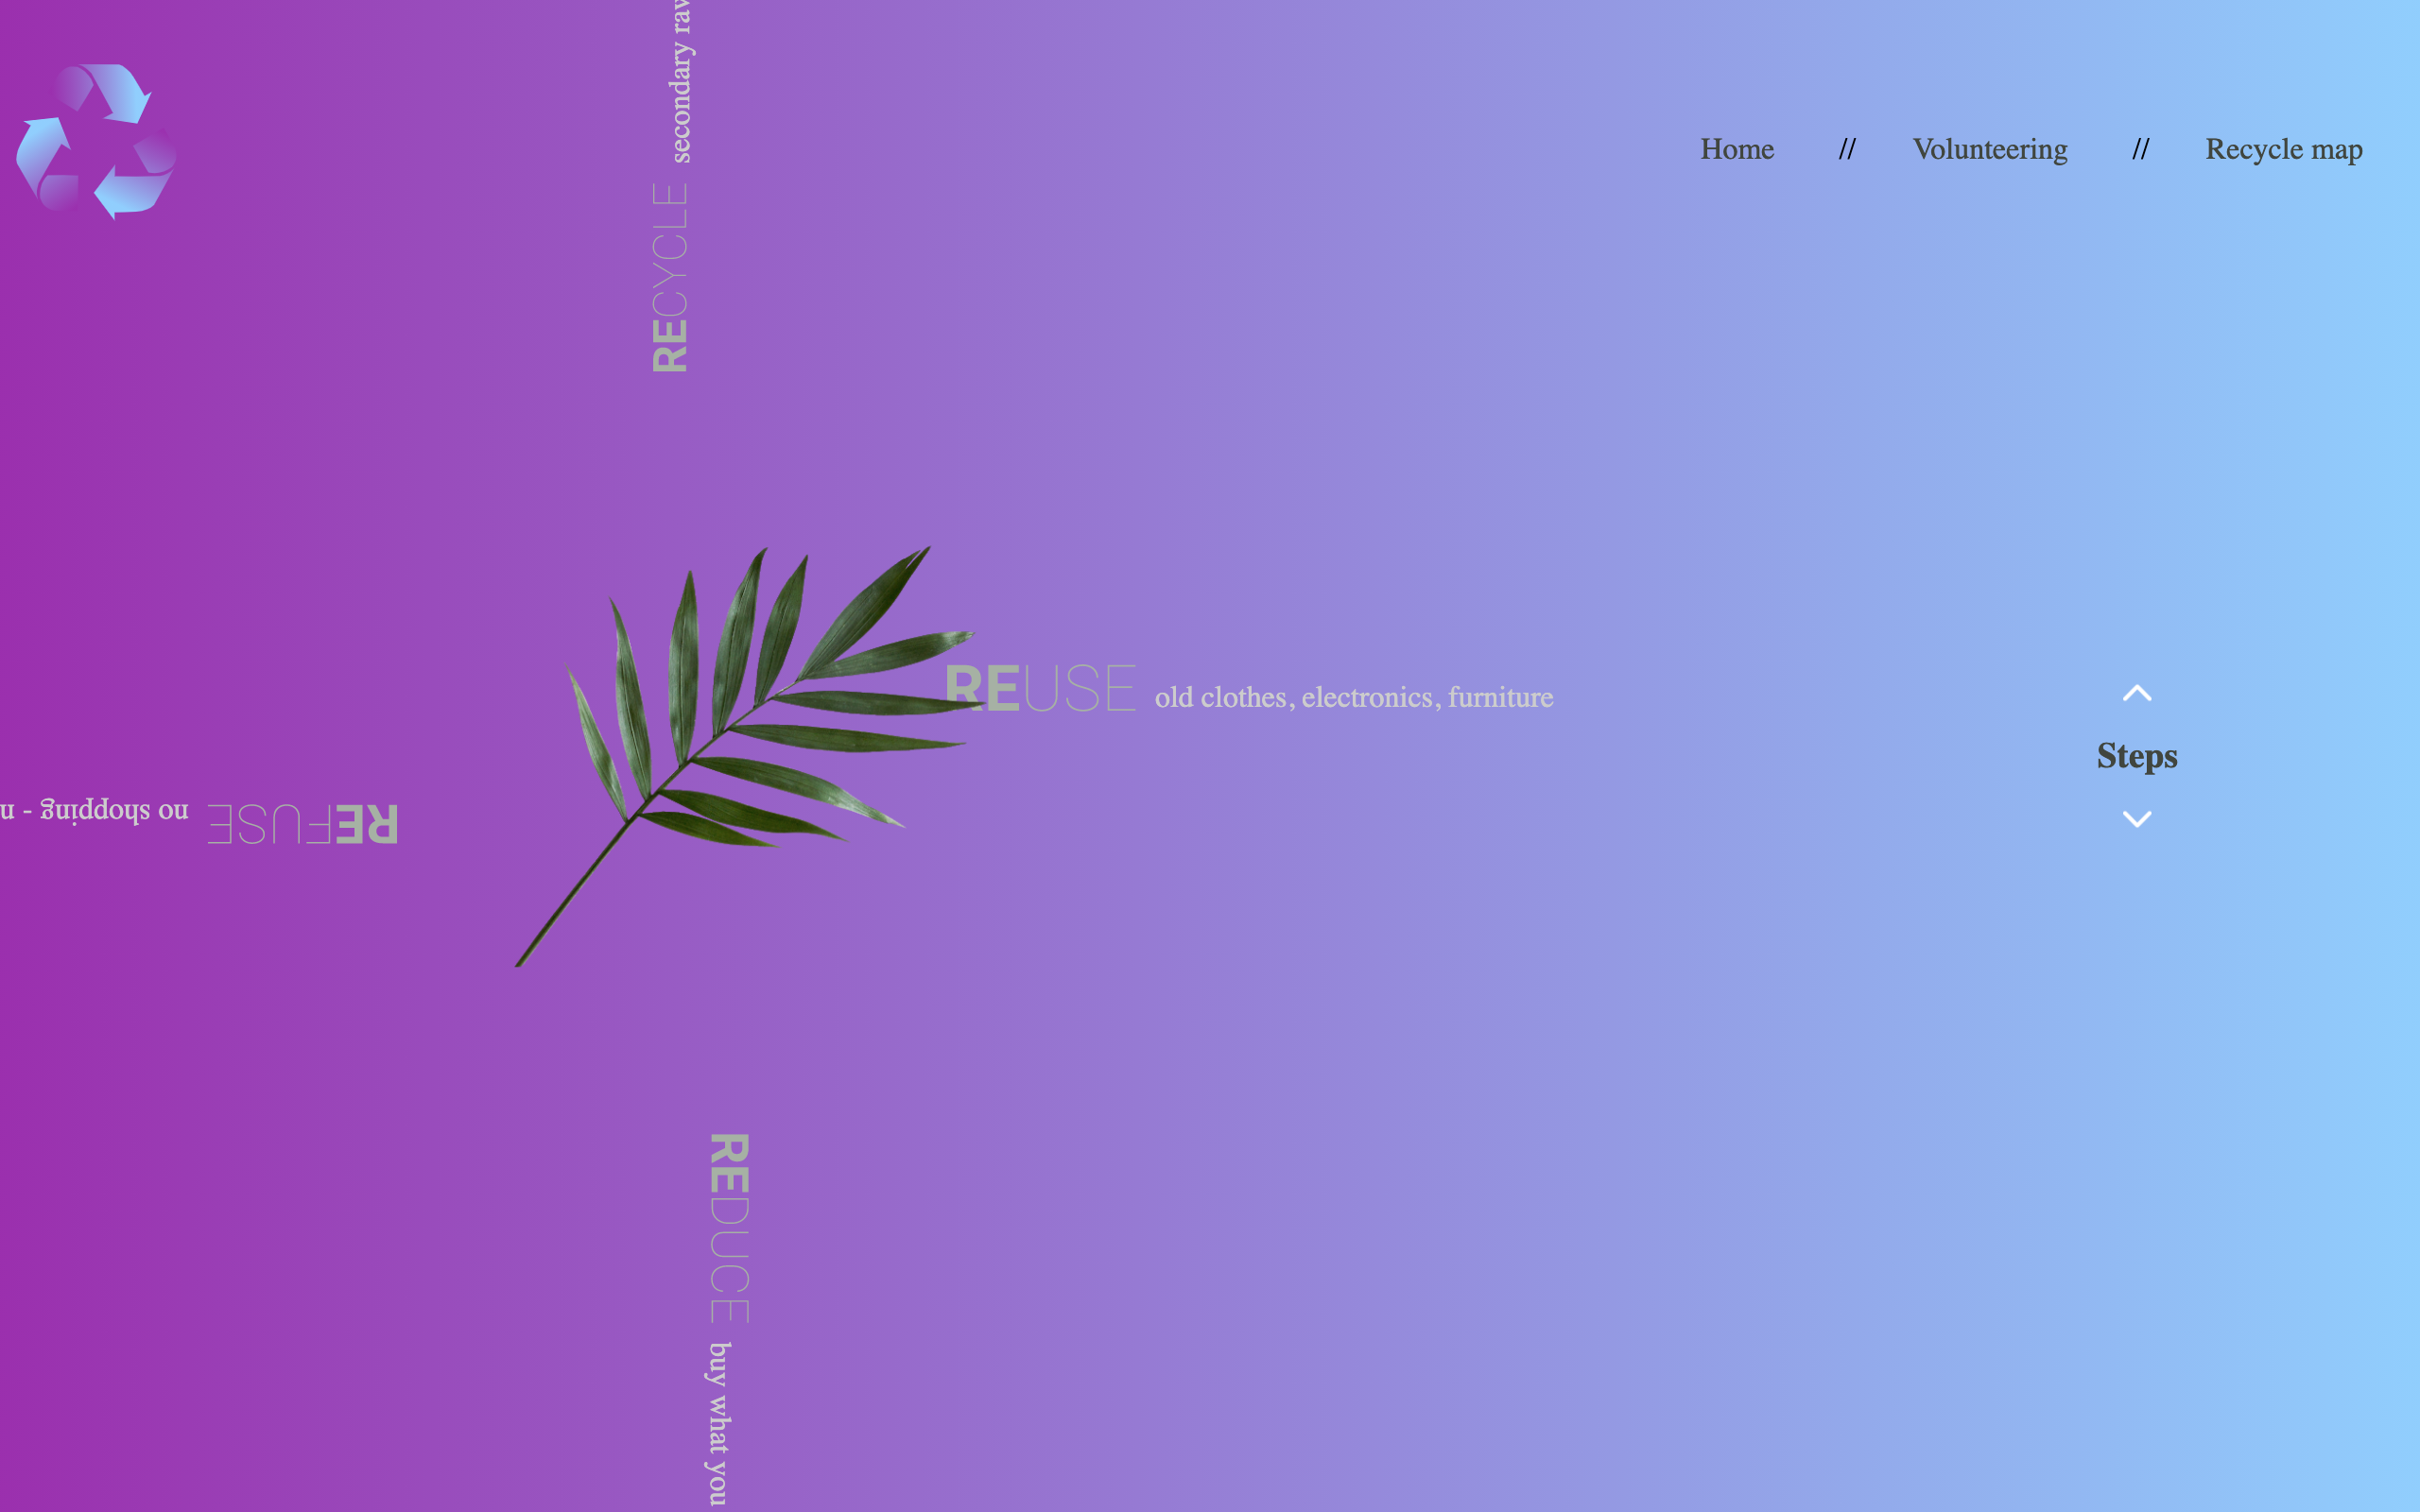 Home // Volunteering // Recycle map
RECYCLE secondary raw
REUSE old clothes, electronics, furniture
Steps
REFUSE no shopping -
REDUCE buy what you